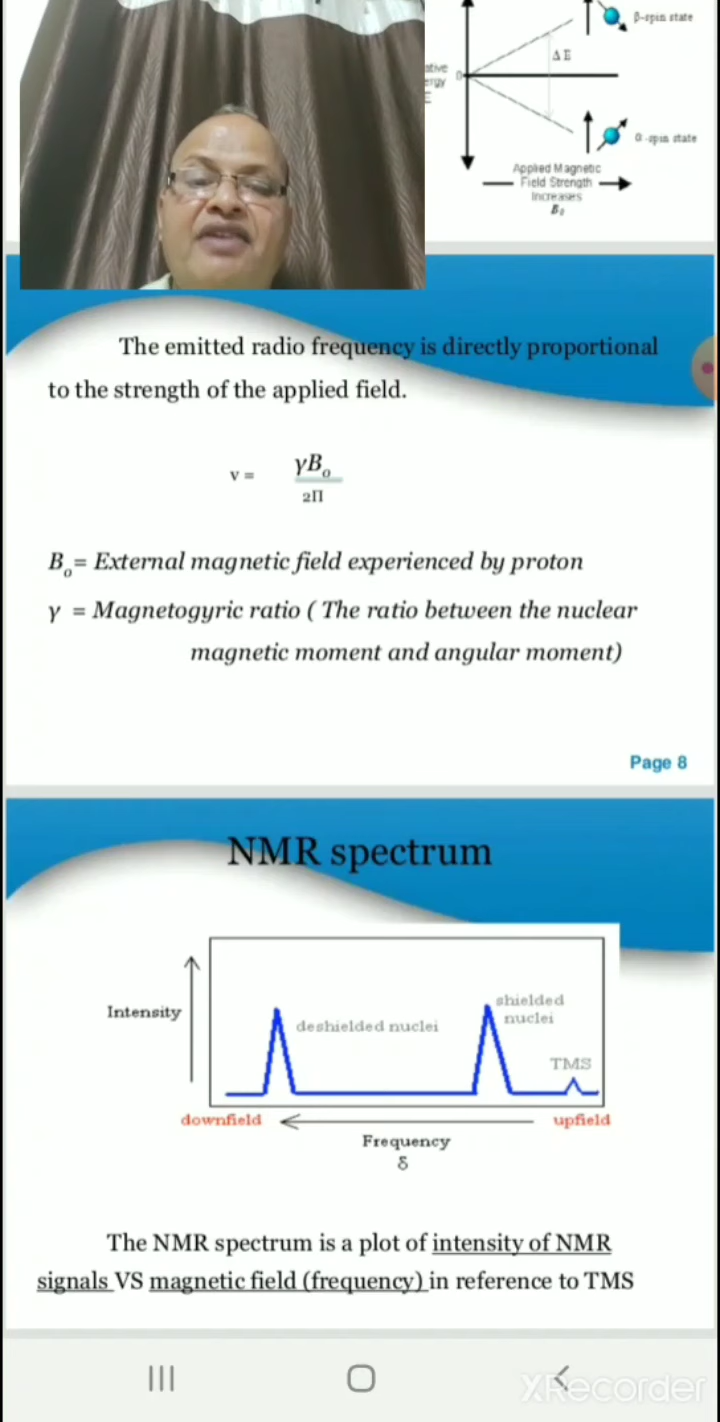 β-spin state
ΔE
ative
0
ergy
E
α-spin state
Applied Magnetic
Field Strength
Increases
B₀
The emitted radio frequency is directly proportional
to the strength of the applied field.
γBₒ
ν =
2Π
Bₒ= External magnetic field experienced by proton
γ = Magnetogyric ratio ( The ratio between the nuclear
magnetic moment and angular moment)
Page 8
NMR spectrum
shielded
Intensity
nuclei
deshielded nuclei
TMS
downfield
upfield
Frequency
δ
The NMR spectrum is a plot of intensity of NMR
signals VS magnetic field (frequency) in reference to TMS
XRecorder